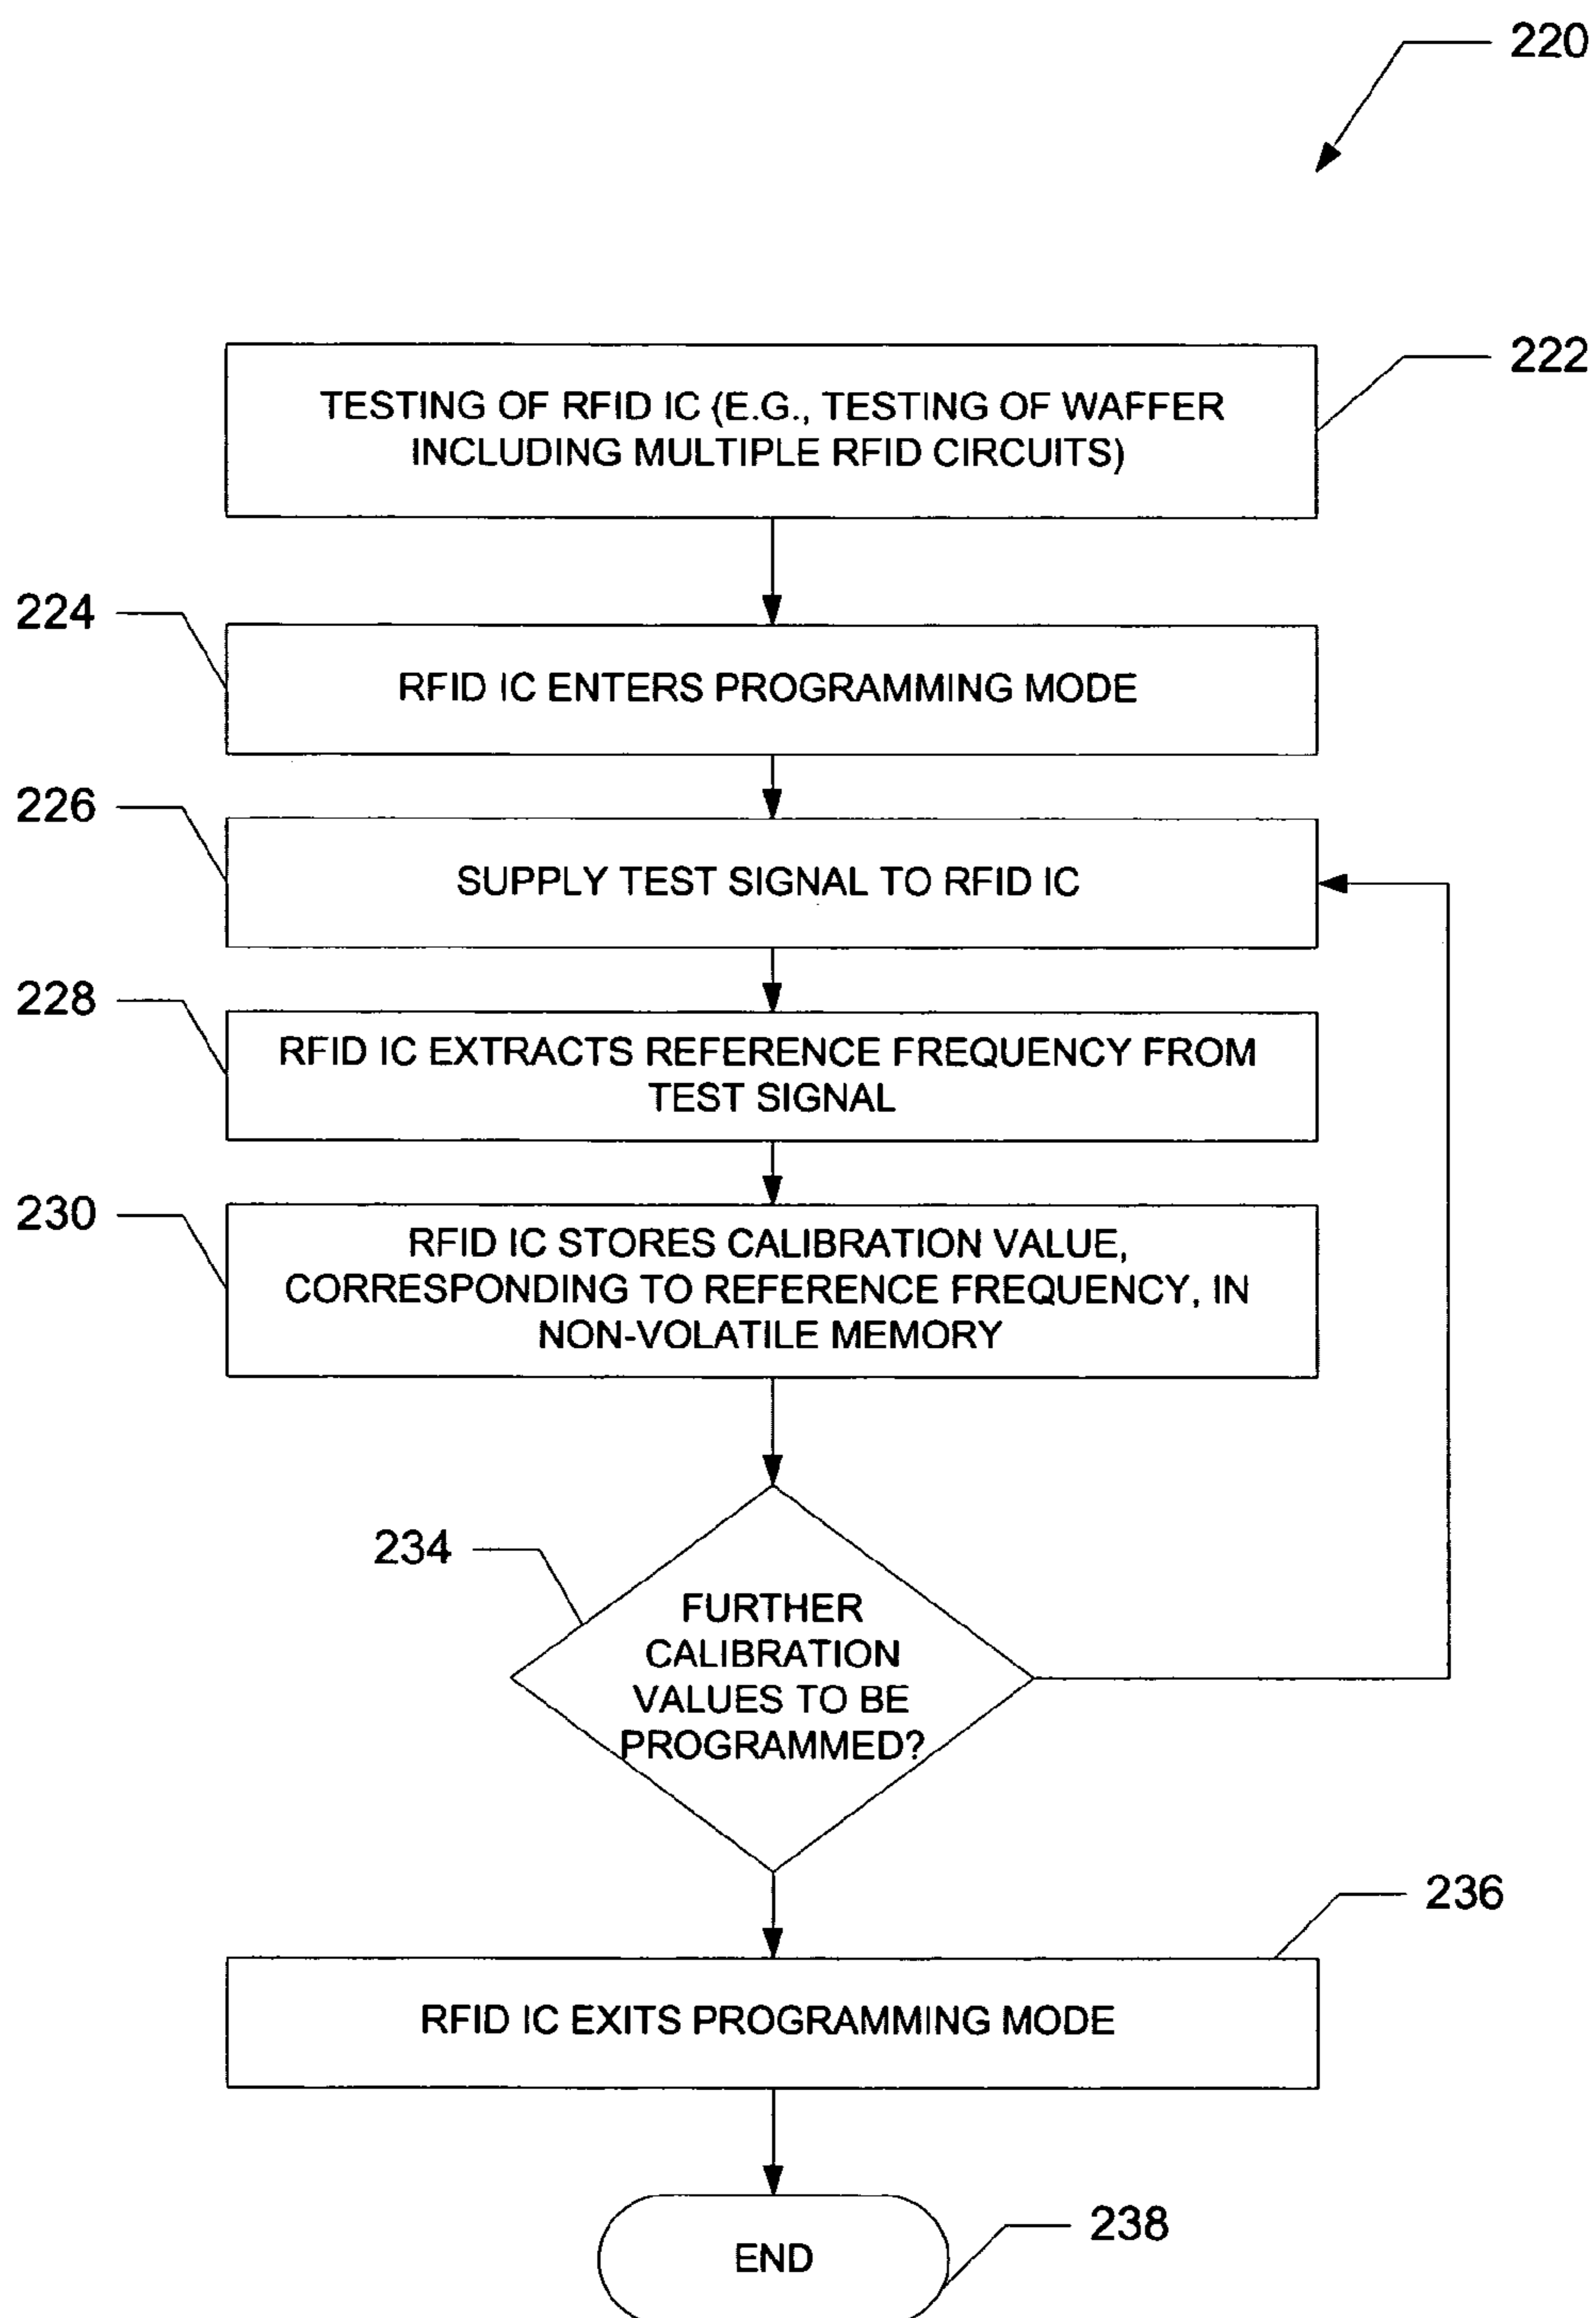 220
222
TESTING OF RFID IC (E.G., TESTING OF WAFFER
INCLUDING MULTIPLE RFID CIRCUITS)
224
RFID IC ENTERS PROGRAMMING MODE
226
SUPPLY TEST SIGNAL TO RFID IC
228
RFID IC EXTRACTS REFERENCE FREQUENCY FROM
TEST SIGNAL
230
RFID IC STORES CALIBRATION VALUE,
CORRESPONDING TO REFERENCE FREQUENCY, IN
NON-VOLATILE MEMORY
234
FURTHER
CALIBRATION
VALUES TO BE
PROGRAMMED?
236
RFID IC EXITS PROGRAMMING MODE
238
END